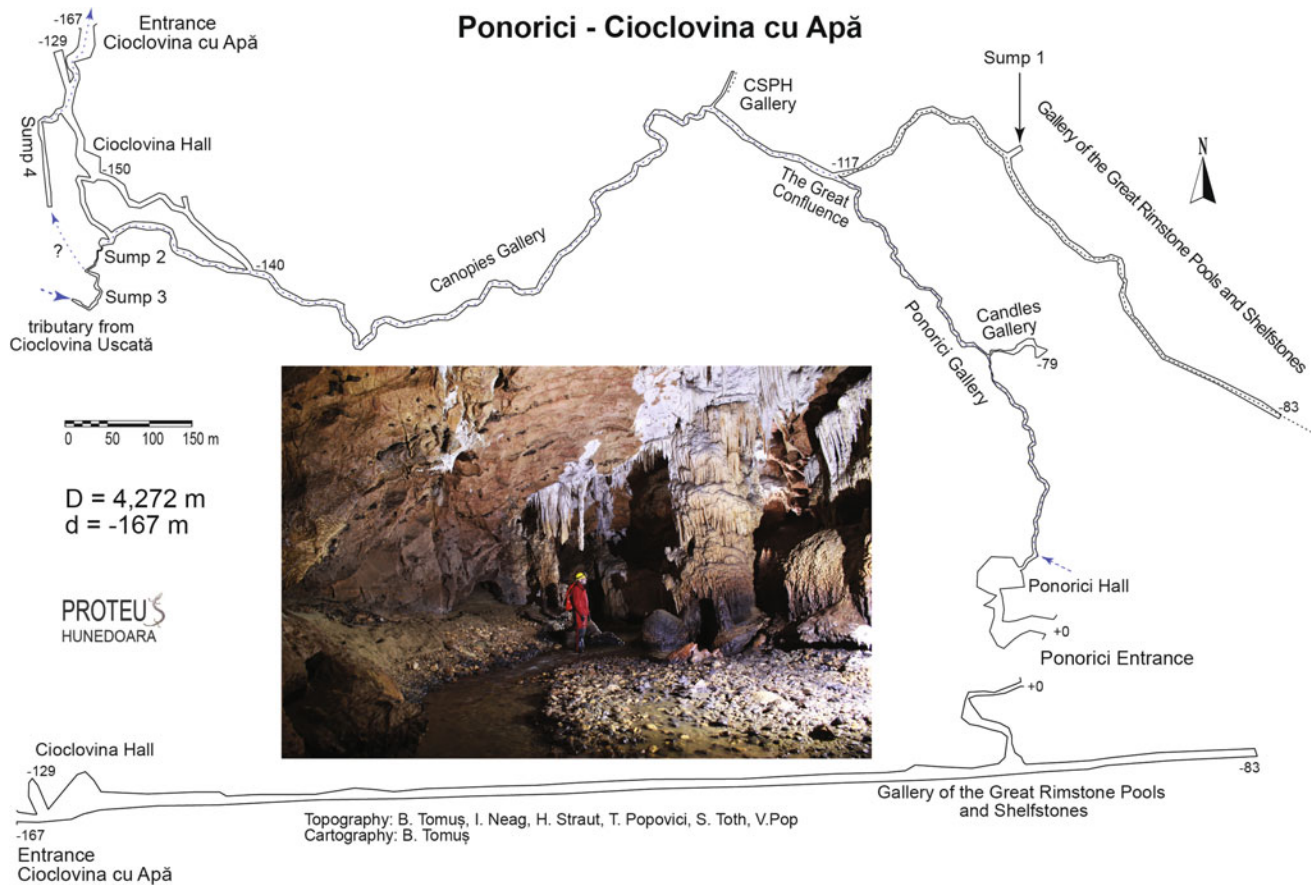 Ponorici - Cioclovina cu Apă
-167
-129
Entrance
Cioclovina cu Apă
Sump 4
Cioclovina Hall
-150
?
Sump 2
Sump 3
tributary from
Cioclovina Uscată
-140
Canopies Gallery
CSPH
Gallery
-117
The Great
Confluence
Sump 1
Gallery of the Great Rimstone Pools and Shelfstones
N
Ponorici Gallery
Candles
Gallery
-79
-83
Ponorici Hall
+0
Ponorici Entrance
0 50 100 150 m
D = 4,272 m
d = -167 m
PROTEUS
HUNEDOARA
+0
Cioclovina Hall
-129
-167
Entrance
Cioclovina cu Apă
-83
Gallery of the Great Rimstone Pools
and Shelfstones
Topography: B. Tomuș, I. Neag, H. Straut, T. Popovici, S. Toth, V.Pop
Cartography: B. Tomuș